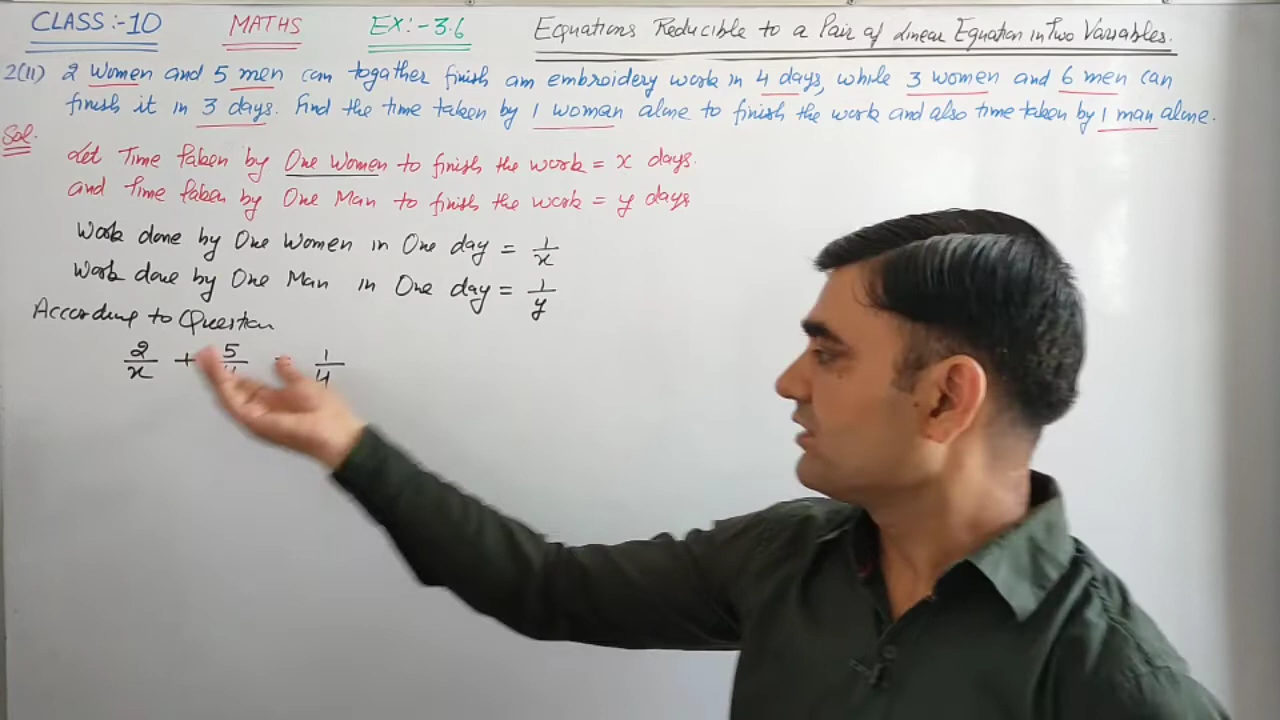 CLASS:-10 MATHS EX:-3.6 Equations Reducible to a Pair of Linear Equation in Two Variables.
2(II) 2 women and 5 men can togather finish am embroidery work in 4 days, while 3 women and 6 men can
finish it in 3 days. Find the time taken by 1 woman alone to finish the work and also time taken by 1 man alone.
Sol.
Let Time taken by One Women to finish the work = x days.
and time taken by One Man to finish the work = y days
Work done by One Women in One day = 1/x
Work done by One Man in One day = 1/y
According to Question
2/x + 5/ 1/4